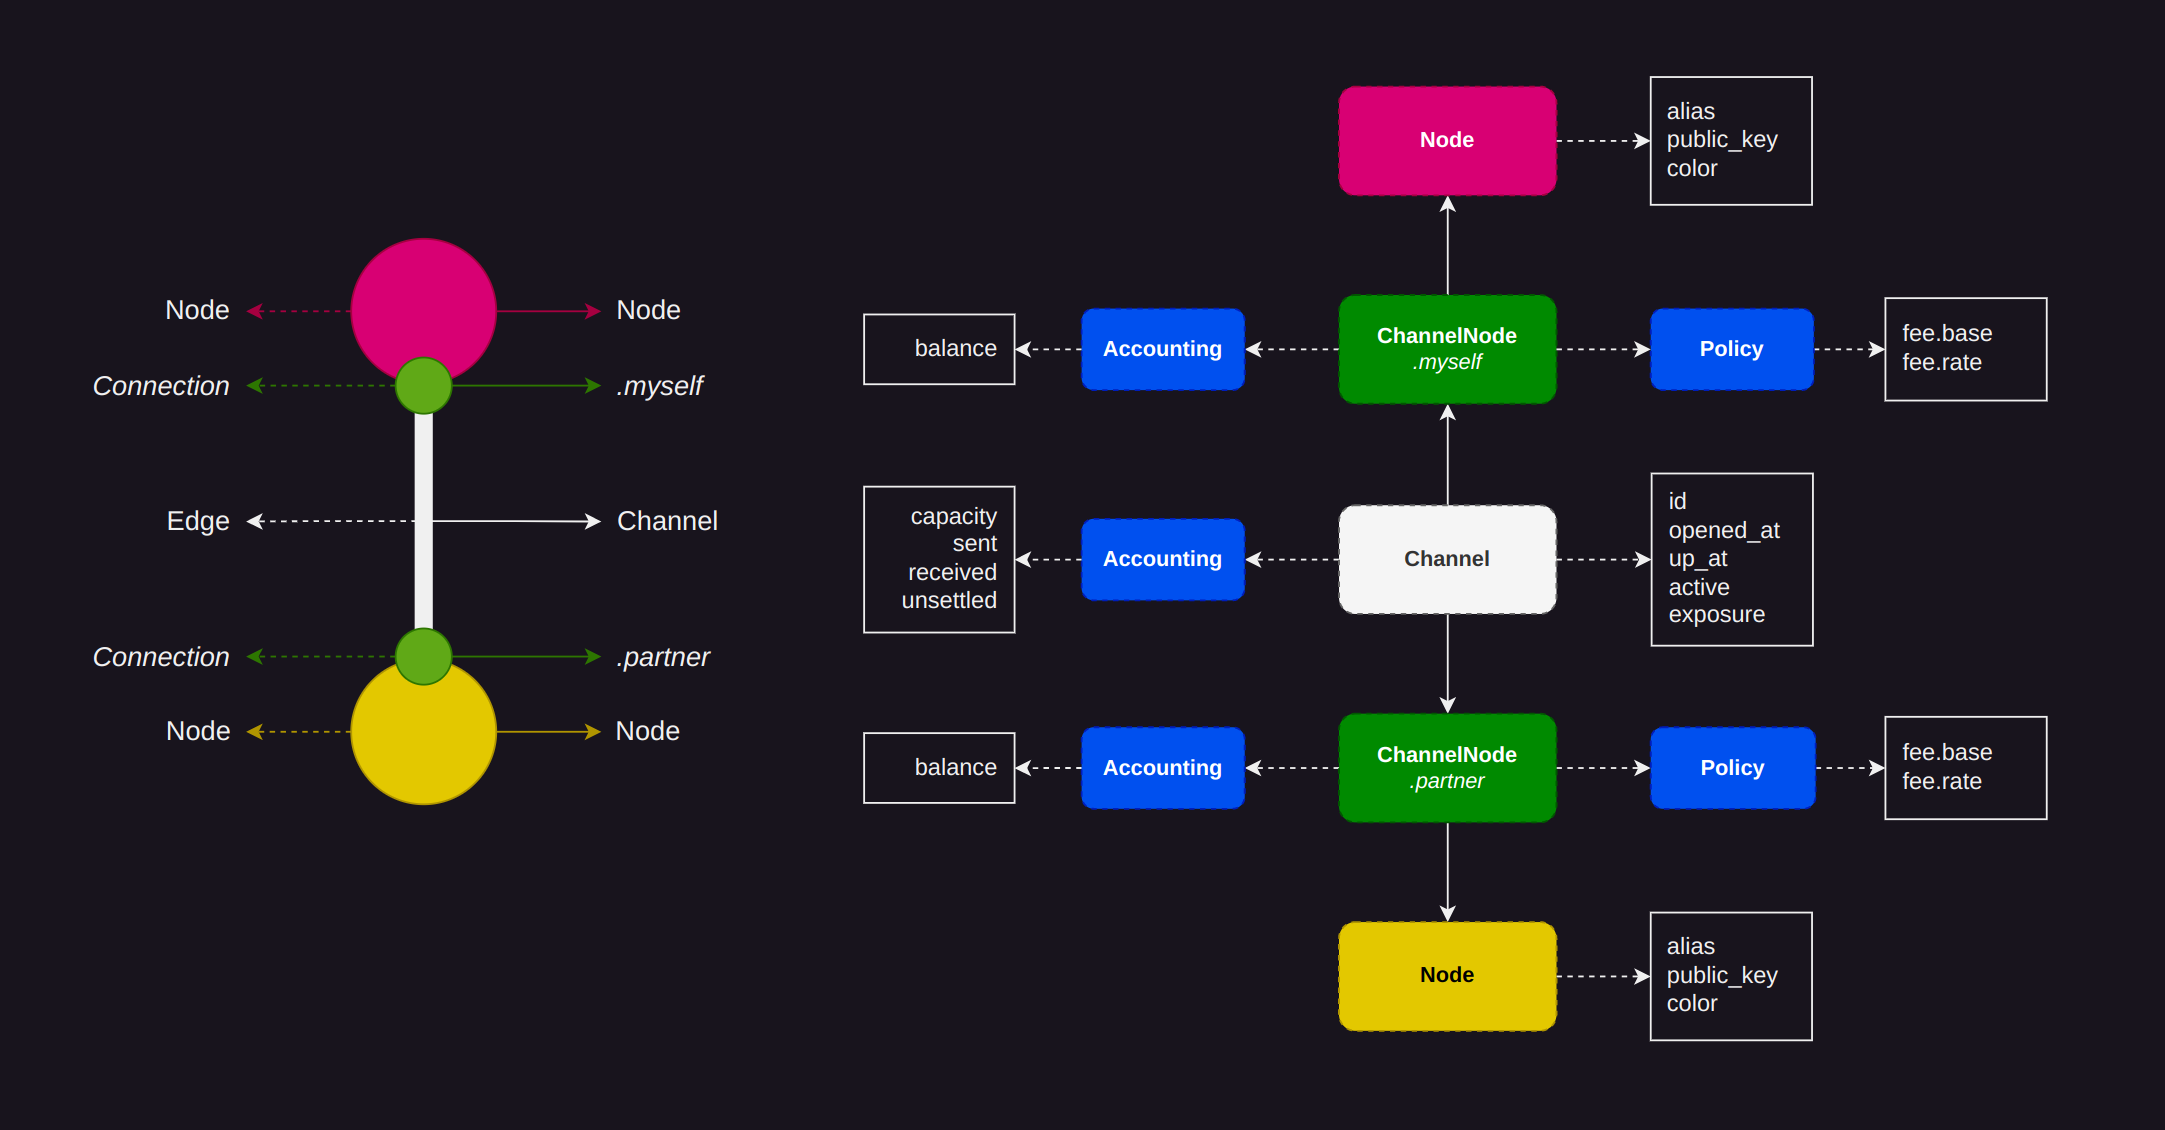 Node
Node
Connection
.myself
Edge
Channel
Connection
.partner
Node
Node
Node
alias
public_key
color
balance
Accounting
ChannelNode
.myself
Policy
fee.base
fee.rate
capacity
sent
received
unsettled
Accounting
Channel
id
opened_at
up_at
active
exposure
balance
Accounting
ChannelNode
.partner
Policy
fee.base
fee.rate
Node
alias
public_key
color